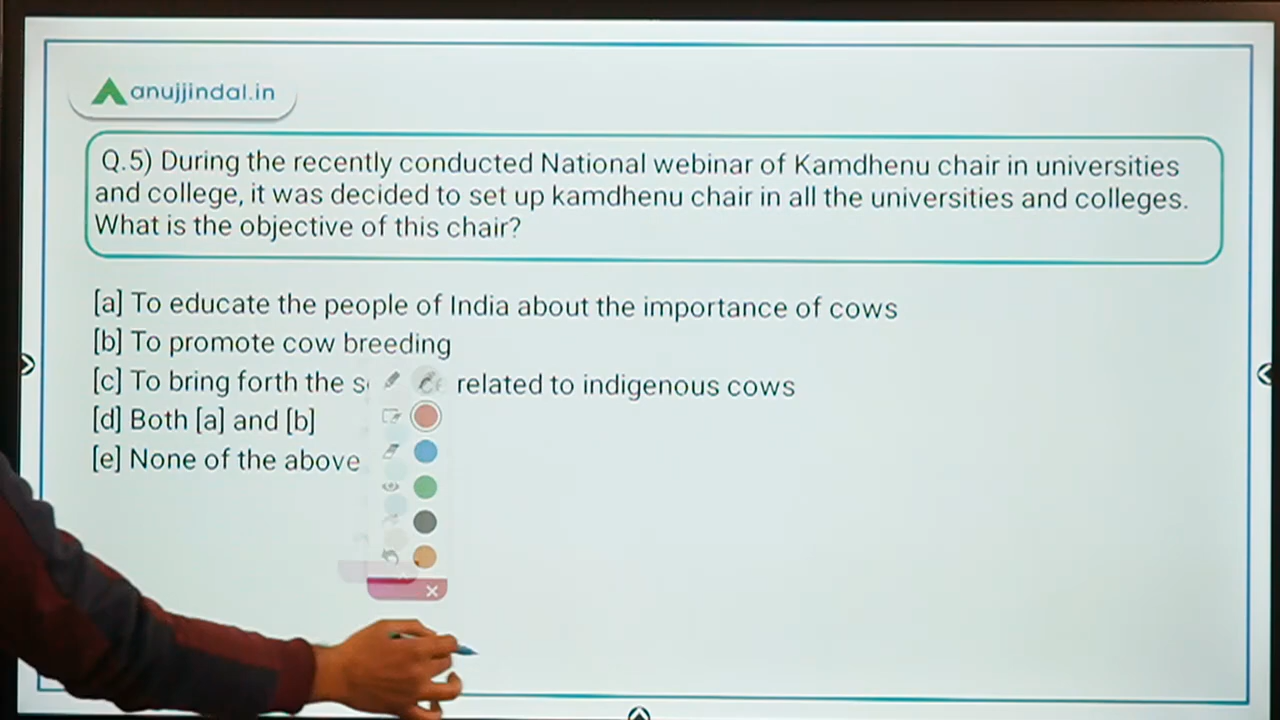 anujjindal.in
Q.5) During the recently conducted National webinar of Kamdhenu chair in universities
and college, it was decided to set up kamdhenu chair in all the universities and colleges.
What is the objective of this chair?
[a] To educate the people of India about the importance of cows
[b] To promote cow breeding
[c] To bring forth the related to indigenous cows
[d] Both [a] and [b]
[e] None of the above